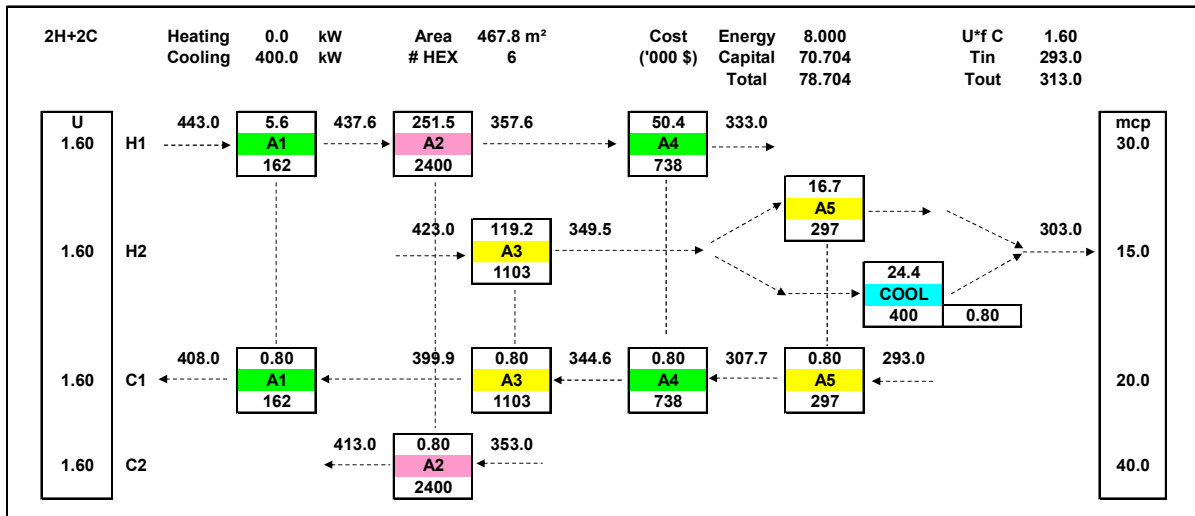 2H+2C Heating 0.0 kW Area 467.8 m² Cost Energy 8.000 U*f C 1.60
Cooling 400.0 kW # HEX 6 ('000 $) Capital 70.704 Tin 293.0
Total 78.704 Tout 313.0
U 443.0 5.6 437.6 251.5 357.6 50.4 333.0 mcp
1.60 H1 A1 A2 A4 30.0
162 2400 738
16.7
423.0 119.2 349.5 A5 303.0
1.60 H2 A3 297 15.0
1103 24.4
COOL
400 0.80
408.0 0.80 399.9 0.80 344.6 0.80 307.7 0.80 293.0
1.60 C1 A1 A3 A4 A5 20.0
162 1103 738 297
413.0 0.80 353.0
1.60 C2 A2 40.0
2400